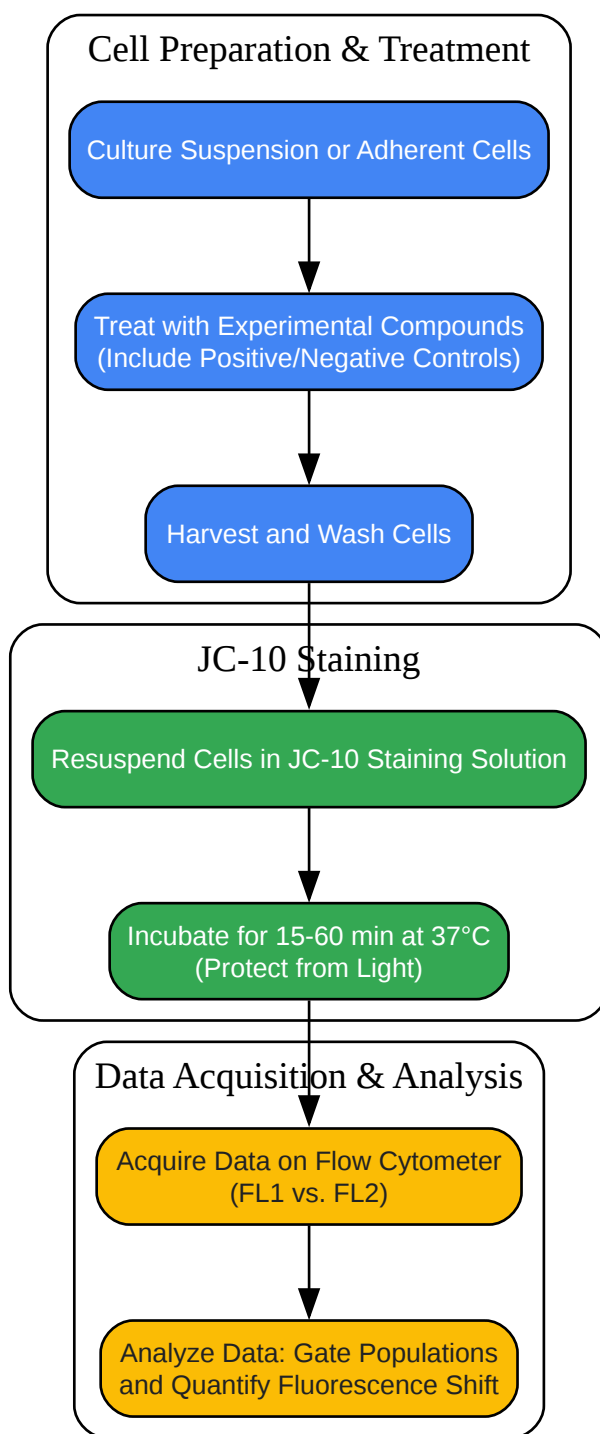 Cell Preparation & Treatment
Culture Suspension or Adherent Cells
Treat with Experimental Compounds
(Include Positive/Negative Controls)
Harvest and Wash Cells
JC-10 Staining
Resuspend Cells in JC-10 Staining Solution
Incubate for 15-60 min at 37°C
(Protect from Light)
Data Acquisition & Analysis
Acquire Data on Flow Cytometer
(FL1 vs. FL2)
Analyze Data: Gate Populations
and Quantify Fluorescence Shift